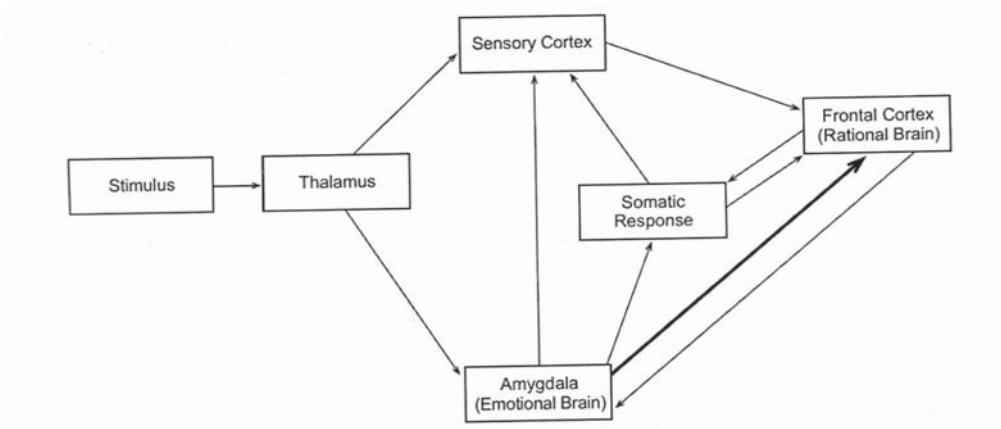 Sensory Cortex
Frontal Cortex
(Rational Brain)
Stimulus
Thalamus
Somatic
Response
Amygdala
(Emotional Brain)